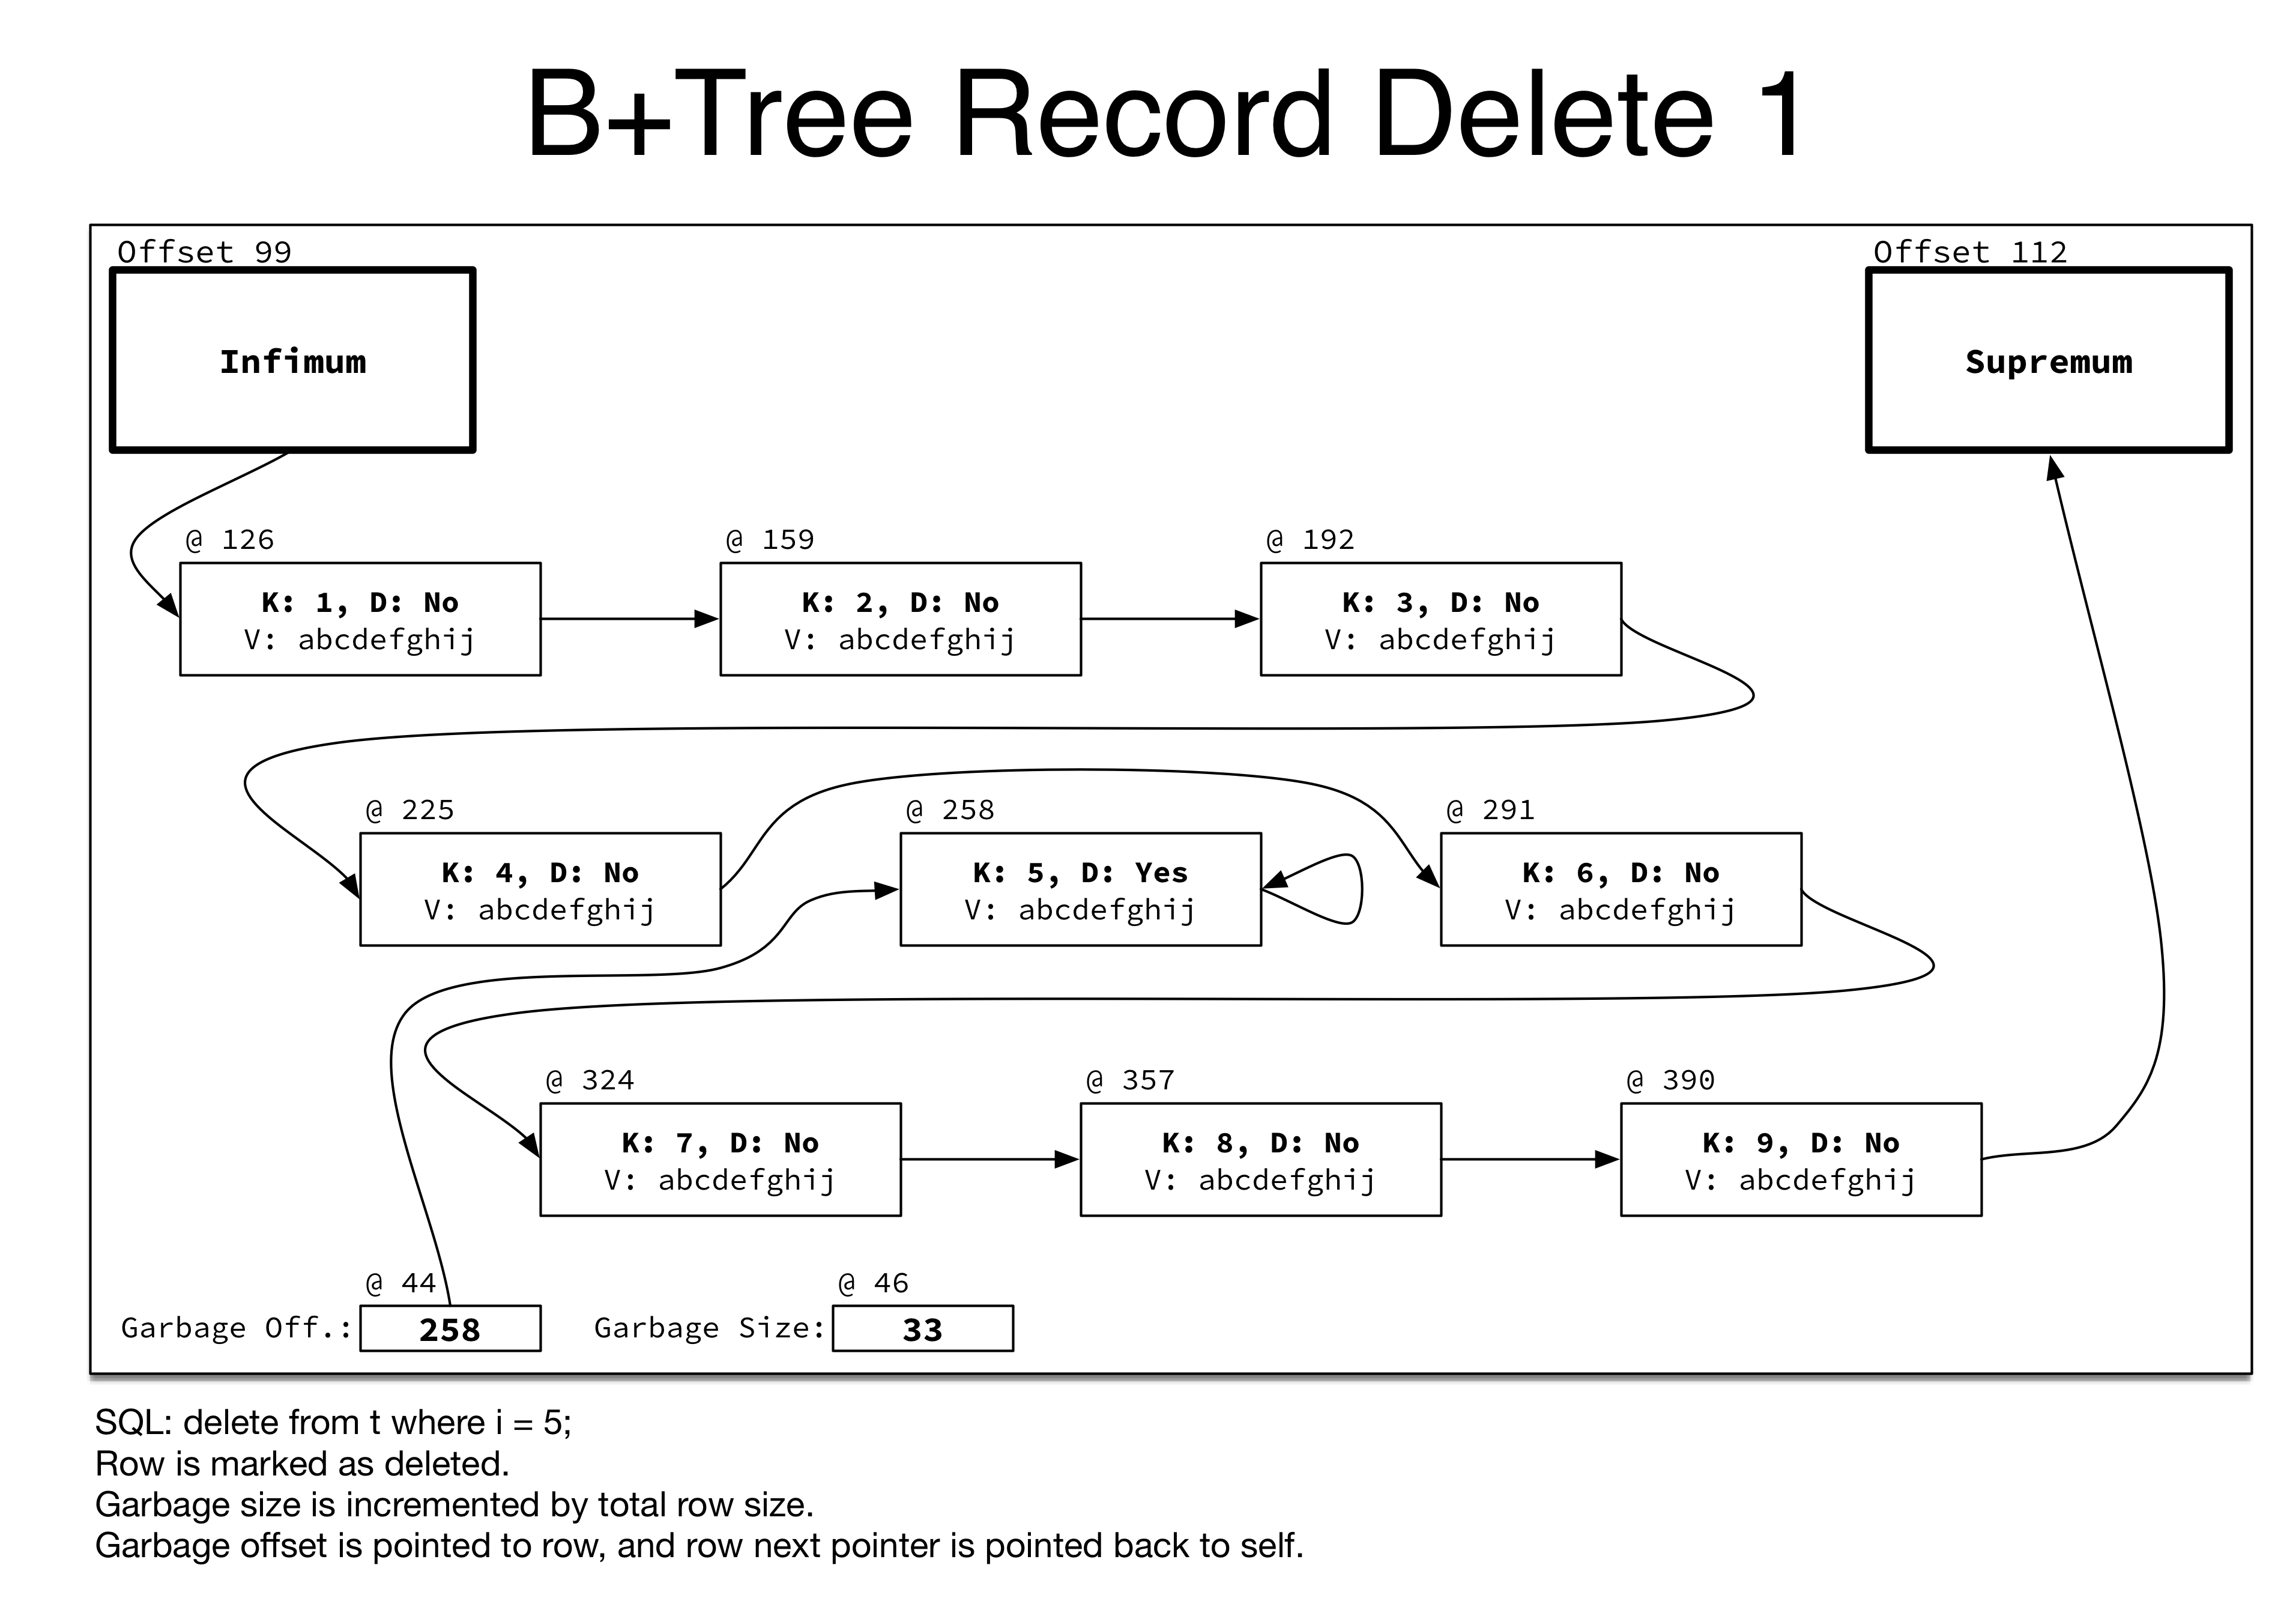 B+Tree Record Delete 1
Offset 99
Offset 112
Infimum
Supremum
@ 126
@ 159
@ 192
K: 1, D: No
V: abcdefghij
K: 2, D: No
V: abcdefghij
K: 3, D: No
V: abcdefghij
@ 225
@ 258
@ 291
K: 4, D: No
V: abcdefghij
K: 5, D: Yes
V: abcdefghij
K: 6, D: No
V: abcdefghij
@ 324
@ 357
@ 390
K: 7, D: No
V: abcdefghij
K: 8, D: No
V: abcdefghij
K: 9, D: No
V: abcdefghij
@ 44
@ 46
Garbage Off.: 258
Garbage Size: 33
SQL: delete from t where i = 5;
Row is marked as deleted.
Garbage size is incremented by total row size.
Garbage offset is pointed to row, and row next pointer is pointed back to self.